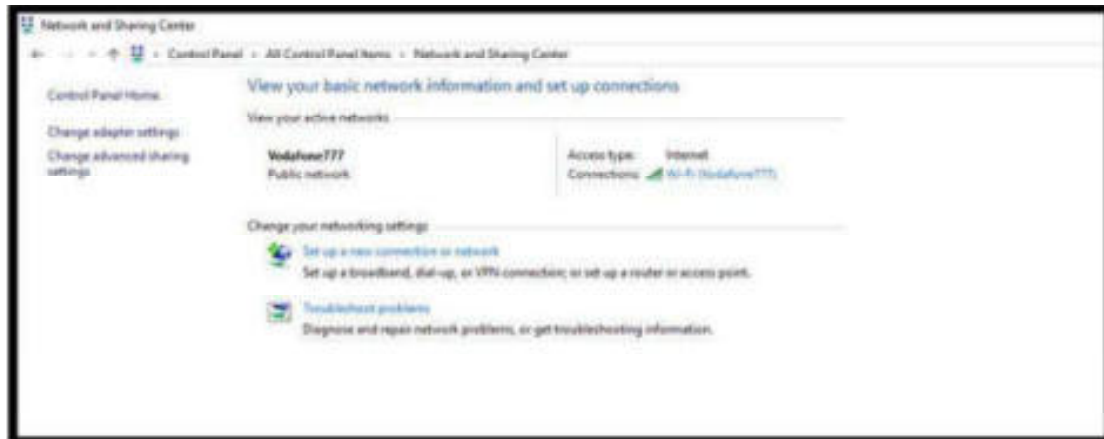 Network and Sharing Center
Control Panel › All Control Panel Items › Network and Sharing Center
Control Panel Home
Change adapter settings
Change advanced sharing
settings
View your basic network information and set up connections
View your active networks
Vodafone777
Public network
Access type: Internet
Connections: Wi-Fi (Vodafone777)
Change your networking settings
Set up a new connection or network
Set up a broadband, dial-up, or VPN connection; or set up a router or access point.
Troubleshoot problems
Diagnose and repair network problems, or get troubleshooting information.